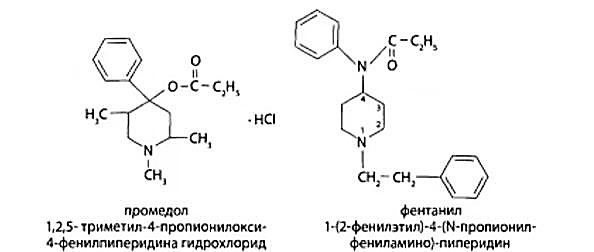 O
O–C–C₂H₅
H₃C
CH₃
N
CH₃
· HCl
промедол
1,2,5- триметил-4-пропионилокси-
4-фенилпиперидина гидрохлорид
C–C₂H₅
N O
4
3
2
1
N
CH₂–CH₂
фентанил
1-(2-фенилэтил)-4-(N-пропионил-
фениламино)-пиперидин